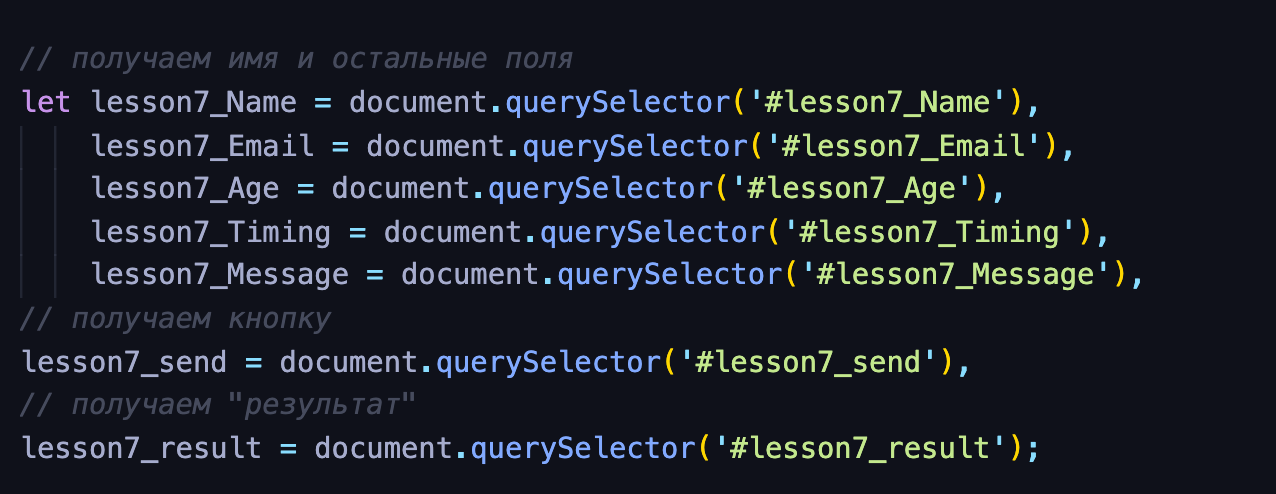 // получаем имя и остальные поля
let lesson7_Name = document.querySelector('#lesson7_Name'),
lesson7_Email = document.querySelector('#lesson7_Email'),
lesson7_Age = document.querySelector('#lesson7_Age'),
lesson7_Timing = document.querySelector('#lesson7_Timing'),
lesson7_Message = document.querySelector('#lesson7_Message'),
// получаем кнопку
lesson7_send = document.querySelector('#lesson7_send'),
// получаем "результат"
lesson7_result = document.querySelector('#lesson7_result');